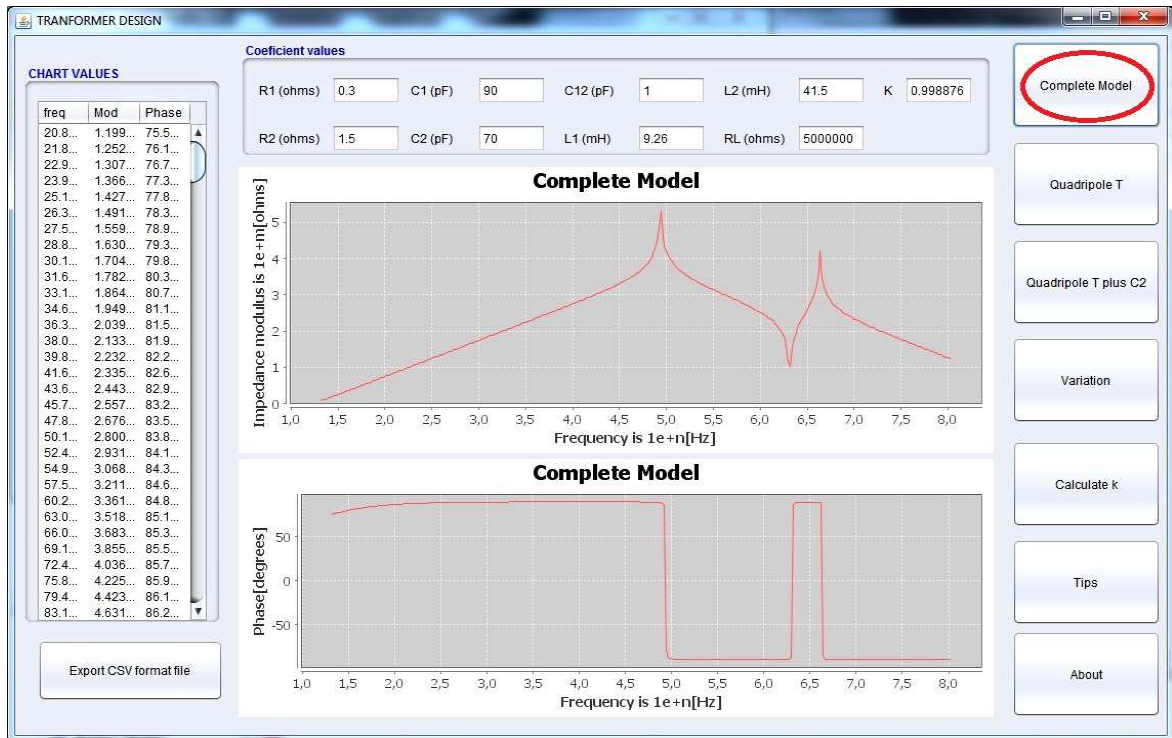 TRANFORMER DESIGN
CHART VALUES
freq Mod Phase
20.8... 1.199... 75.5...
21.8... 1.252... 76.1...
22.9... 1.307... 76.7...
23.9... 1.366... 77.3...
25.1... 1.427... 77.8...
26.3... 1.491... 78.3...
27.5... 1.559... 78.9...
28.8... 1.630... 79.3...
30.1... 1.704... 79.8...
31.6... 1.782... 80.3...
33.1... 1.864... 80.7...
34.6... 1.949... 81.1...
36.3... 2.039... 81.5...
38.0... 2.133... 81.9...
39.8... 2.232... 82.2...
41.6... 2.335... 82.6...
43.6... 2.443... 82.9...
45.7... 2.557... 83.2...
47.8... 2.676... 83.5...
50.1... 2.800... 83.8...
52.4... 2.931... 84.1...
54.9... 3.068... 84.3...
57.5... 3.211... 84.6...
60.2... 3.361... 84.8...
63.0... 3.518... 85.1...
66.0... 3.683... 85.3...
69.1... 3.855... 85.5...
72.4... 4.036... 85.7...
75.8... 4.225... 85.9...
79.4... 4.423... 86.1...
83.1... 4.631... 86.2...
Export CSV format file
Coeficient values
R1 (ohms) 0.3 C1 (pF) 90 C12 (pF) 1 L2 (mH) 41.5 K 0.998876
R2 (ohms) 1.5 C2 (pF) 70 L1 (mH) 9.26 RL (ohms) 5000000
Complete Model
Impedance modulus is 1e+m[ohms]
5
4
3
2
1
0
1,0 1,5 2,0 2,5 3,0 3,5 4,0 4,5 5,0 5,5 6,0 6,5 7,0 7,5 8,0
Frequency is 1e+n[Hz]
Complete Model
Phase[degrees]
50
0
-50
1,0 1,5 2,0 2,5 3,0 3,5 4,0 4,5 5,0 5,5 6,0 6,5 7,0 7,5 8,0
Frequency is 1e+n[Hz]
Complete Model
Quadripole T
Quadripole T plus C2
Variation
Calculate k
Tips
About